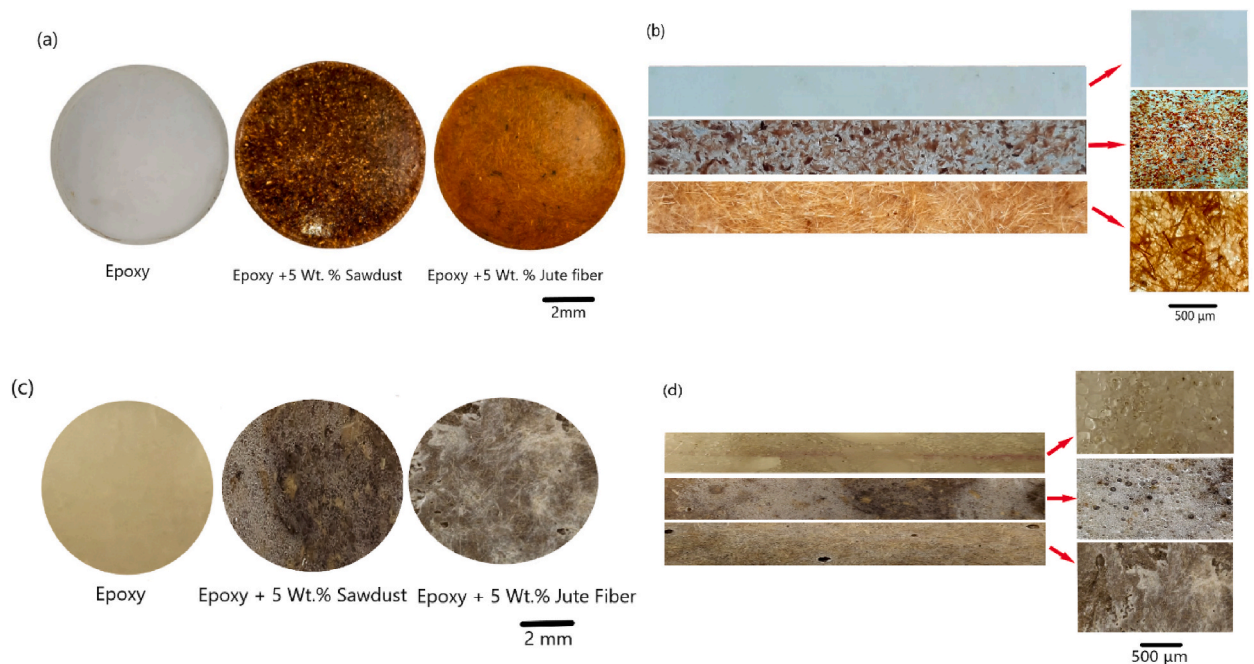 (a)
Epoxy
Epoxy +5 Wt. % Sawdust
Epoxy +5 Wt. % Jute fiber
2mm
(b)
500 µm
(c)
Epoxy
Epoxy + 5 Wt.% Sawdust
Epoxy + 5 Wt.% Jute Fiber
2 mm
(d)
500 µm